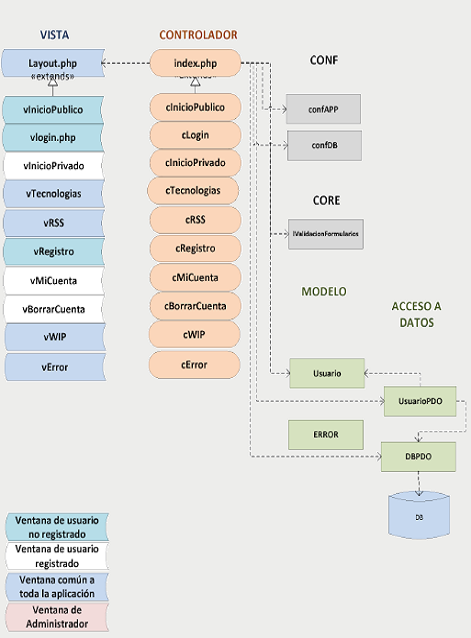 VISTA
CONTROLADOR
CONF
Layout.php
«extends»
index.php
«extends»
vInicioPublico
vlogin.php
vInicioPrivado
vTecnologias
vRSS
vRegistro
vMiCuenta
vBorrarCuenta
vWIP
vError
cInicioPublico
cLogin
cInicioPrivado
cTecnologias
cRSS
cRegistro
cMiCuenta
cBorrarCuenta
cWIP
cError
confAPP
confDB
CORE
lValidacionFormularios
MODELO
ACCESO A
DATOS
Usuario
UsuarioPDO
ERROR
DBPDO
DB
Ventana de usuario
no registrado
Ventana de usuario
registrado
Ventana común a
toda la aplicación
Ventana de
Administrador